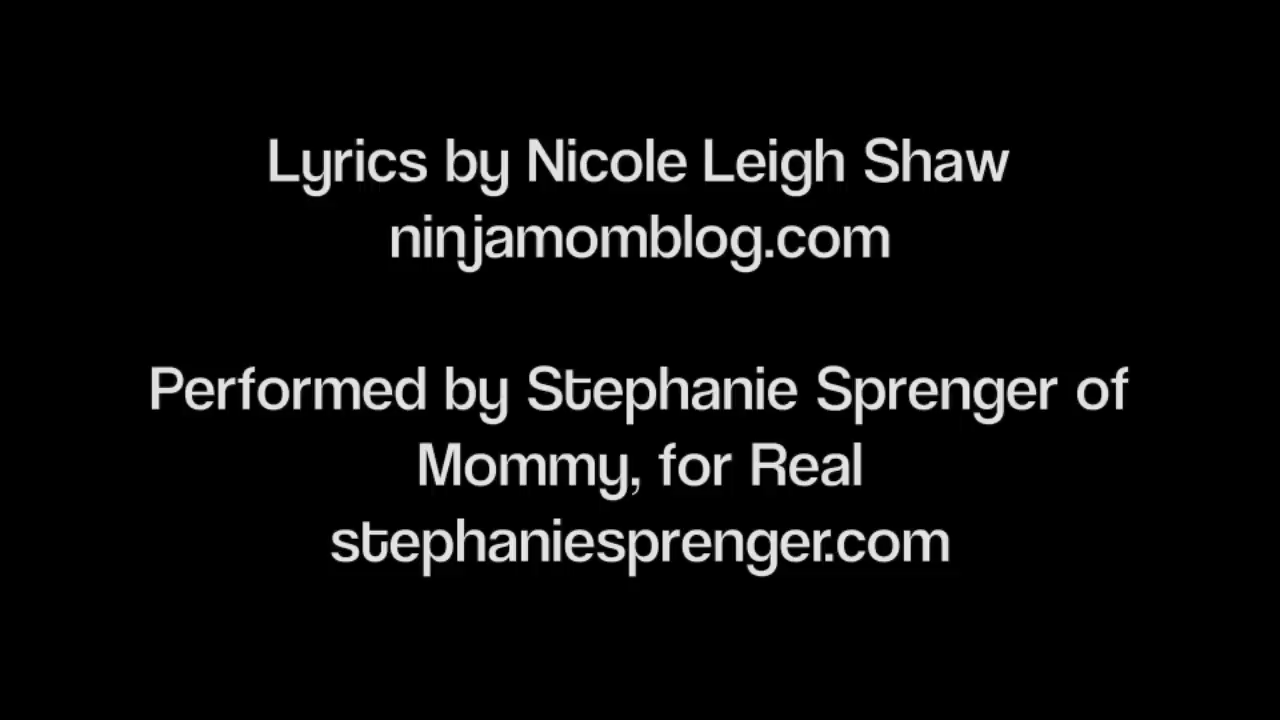 Lyrics by Nicole Leigh Shaw
ninjamomblog.com
Performed by Stephanie Sprenger of
Mommy, for Real
stephaniesprenger.com